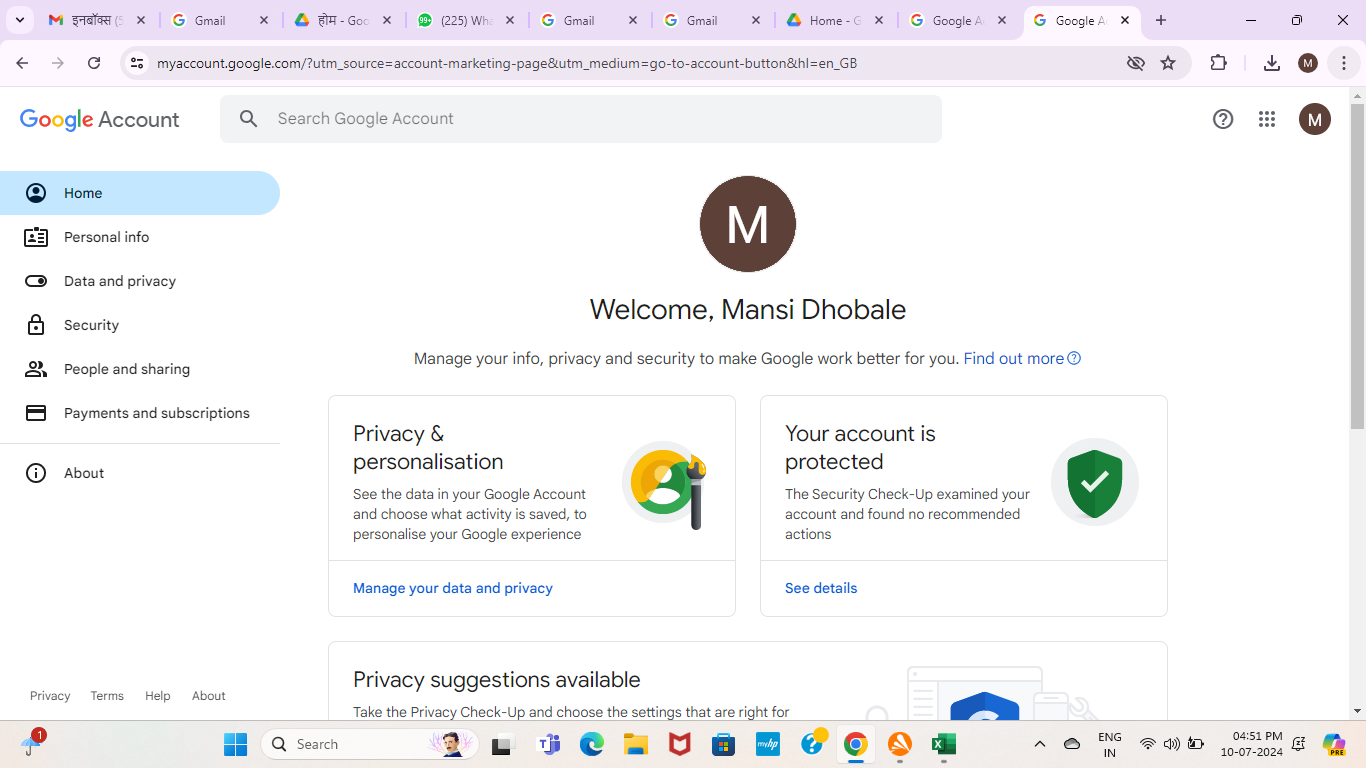 इनबॉक्स (5
Gmail
होम - Goo
(225) Wha
Gmail
Gmail
Home - G
Google Ac
Google Ac
myaccount.google.com/?utm_source=account-marketing-page&utm_medium=go-to-account-button&hl=en_GB
M
Google Account
Search Google Account
M
Home
Personal info
Data and privacy
Security
People and sharing
Payments and subscriptions
About
M
Welcome, Mansi Dhobale
Manage your info, privacy and security to make Google work better for you. Find out more
Privacy &
personalisation
See the data in your Google Account
and choose what activity is saved, to
personalise your Google experience
Manage your data and privacy
Your account is
protected
The Security Check-Up examined your
account and found no recommended
actions
See details
Privacy suggestions available
Take the Privacy Check-Up and choose the settings that are right for
Privacy Terms Help About
1
Search
ENG
IN
04:51 PM
10-07-2024
PRE